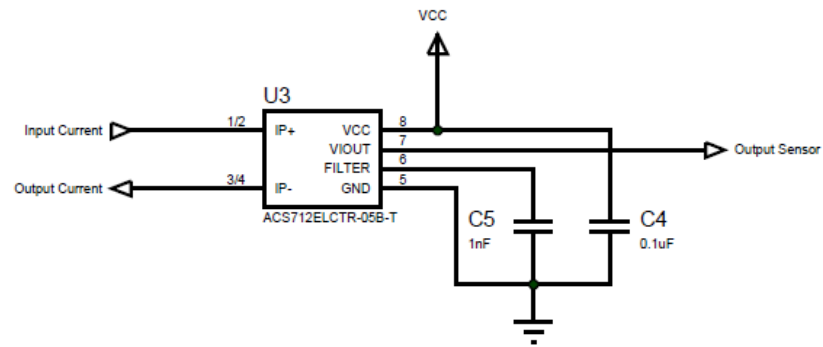 VCC
U3
Input Current
1/2
IP+
VCC
8
VIOUT
7
Output Sensor
FILTER
6
Output Current
3/4
IP-
GND
5
ACS712ELCTR-05B-T
C5
1nF
C4
0.1uF